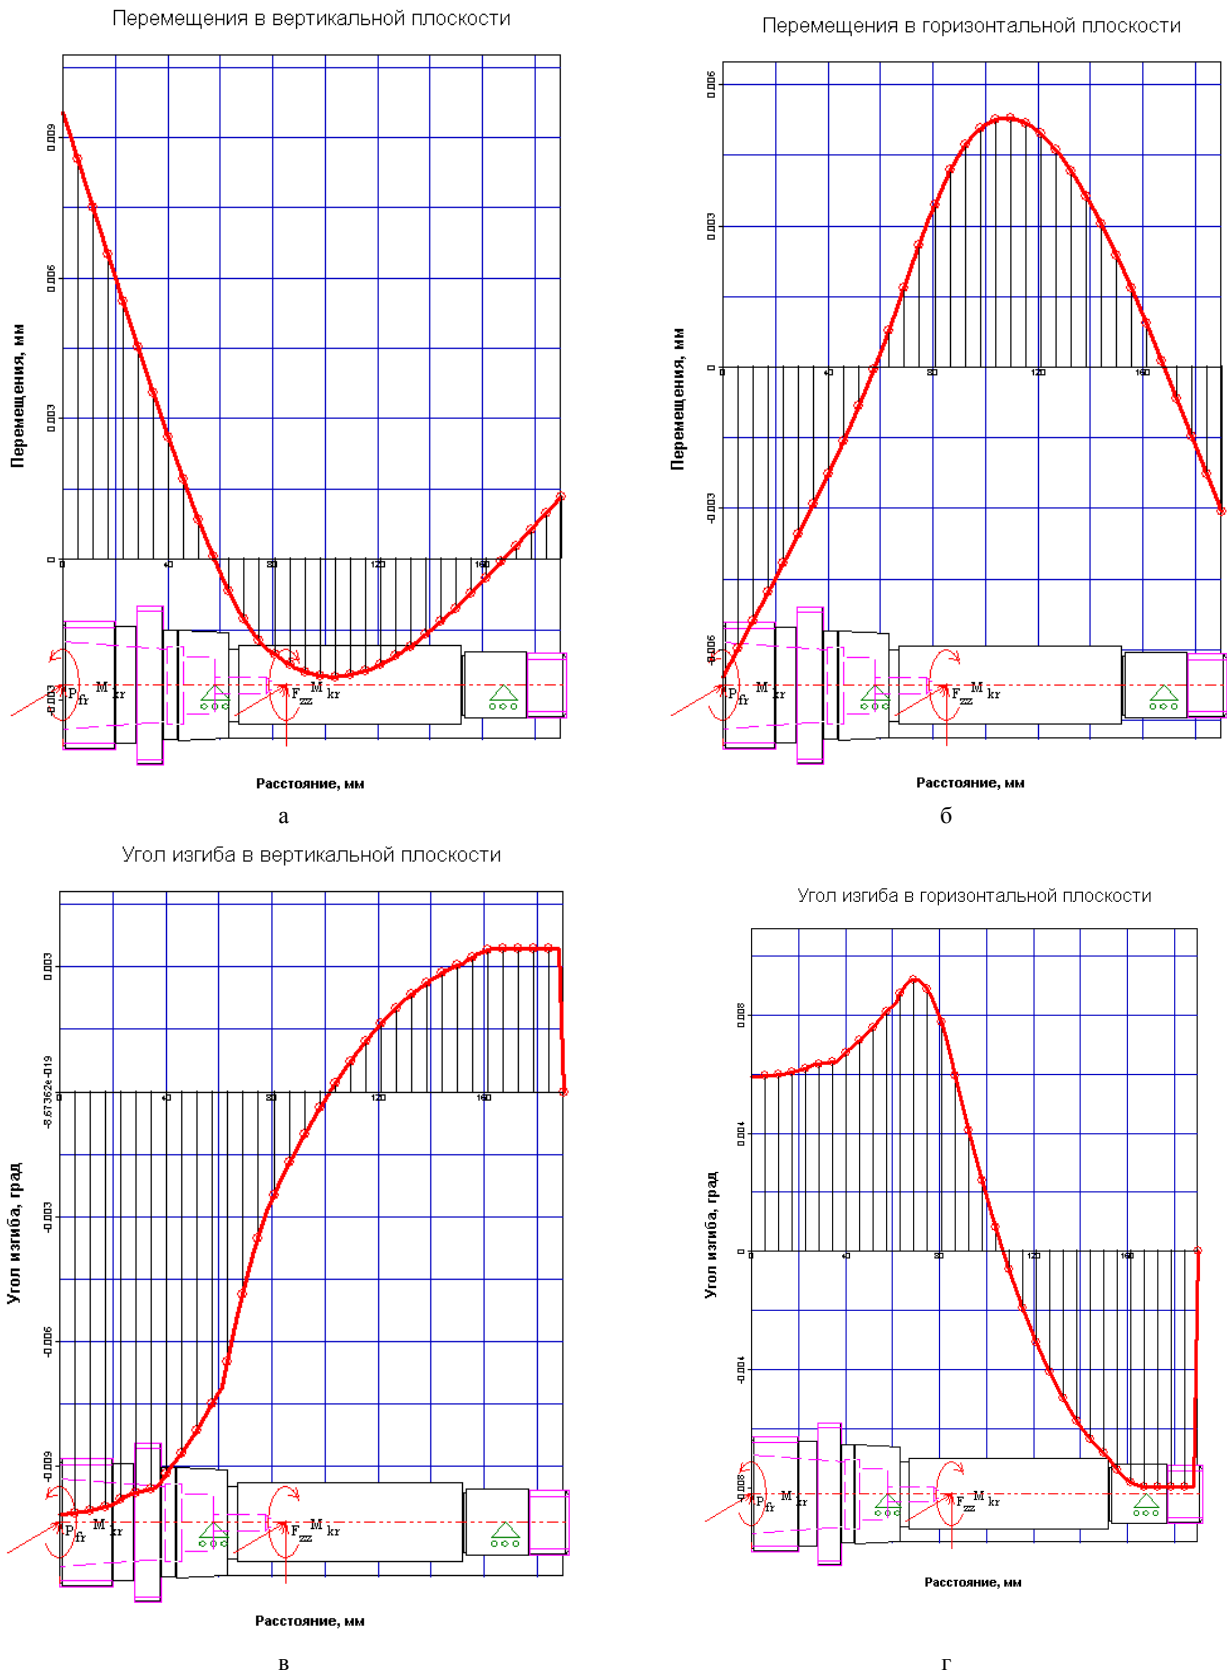 Перемещения в вертикальной плоскости
Перемещения, мм
0.009
0.006
0.003
0
0 40 80 120 160
P fr M kr
F zz M kr
Расстояние, мм
а
Перемещения в горизонтальной плоскости
Перемещения, мм
0.006
0.003
0
-0.003
-0.006
0 40 80 120 160
P fr M kr
F zz M kr
Расстояние, мм
б
Угол изгиба в вертикальной плоскости
Угол изгиба, град
0.003
-8.67362e-019
-0.003
-0.006
-0.009
0 40 120 160
P fr M kr
F zz M kr
Расстояние, мм
в
Угол изгиба в горизонтальной плоскости
Угол изгиба, град
0.008
0.004
0
-0.004
-0.008
0 40 80 120 160
P fr M kr
F zz M kr
Расстояние, мм
г